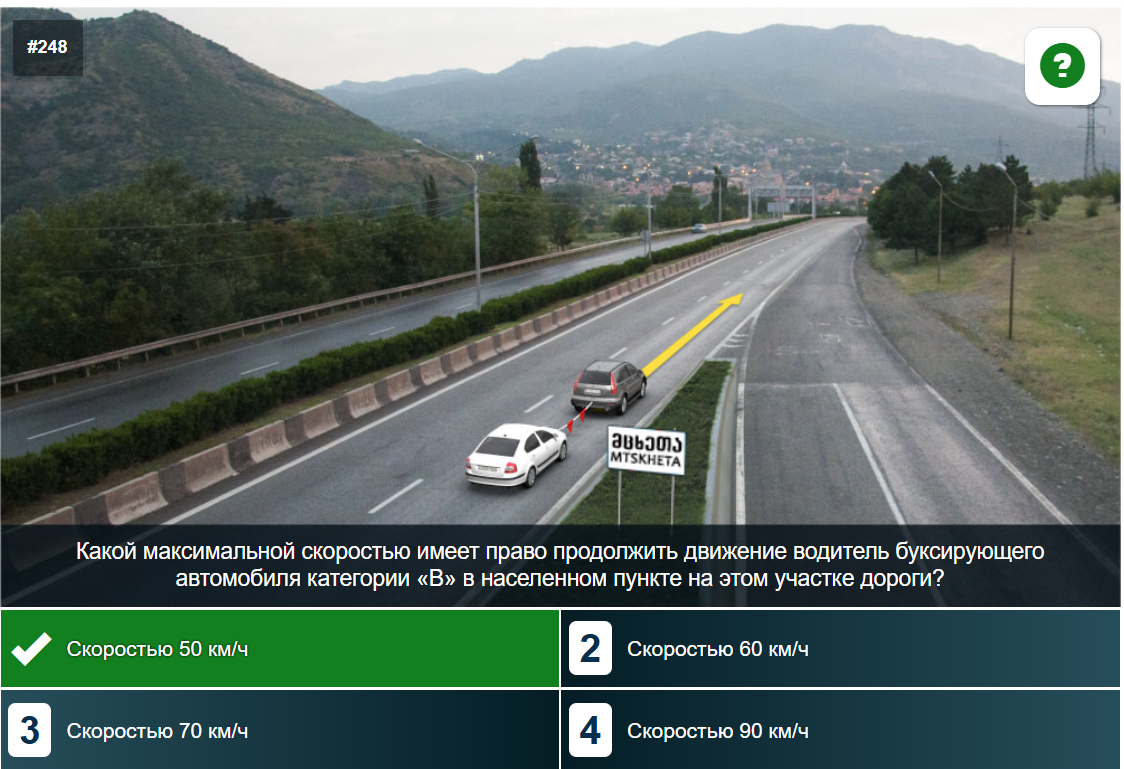 #248
?
მცხეთა
MTSKHETA
Какой максимальной скоростью имеет право продолжить движение водитель буксирующего
автомобиля категории «B» в населенном пункте на этом участке дороги?
Скоростью 50 км/ч
2 Скоростью 60 км/ч
3 Скоростью 70 км/ч
4 Скоростью 90 км/ч